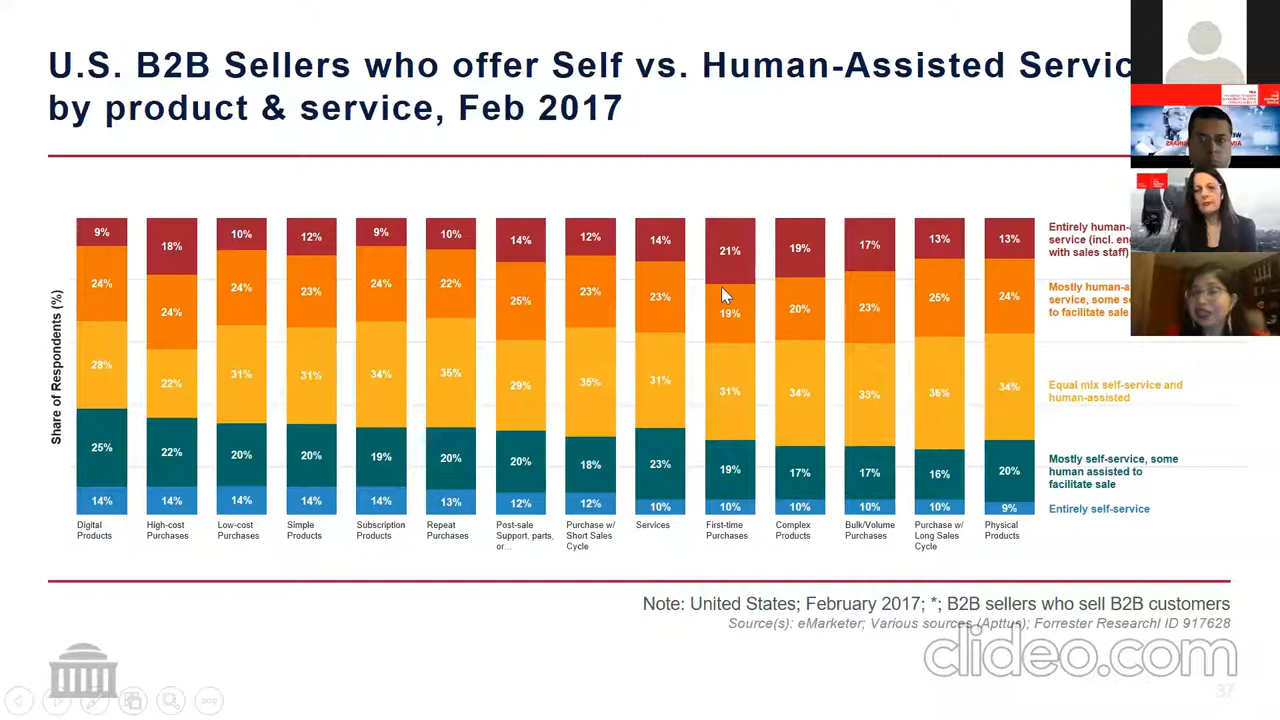 U.S. B2B Sellers who offer Self vs. Human-Assisted Servic
by product & service, Feb 2017
Share of Respondents (%)
9% 18% 10% 12% 9% 10% 14% 12% 14% 21% 19% 17% 13% 13%
24% 24% 24% 23% 24% 22% 25% 23% 23% 19% 20% 23% 25% 24%
28% 22% 31% 31% 34% 35% 29% 35% 31% 31% 34% 33% 36% 34%
25% 22% 20% 20% 19% 20% 20% 18% 23% 19% 17% 17% 16% 20%
14% 14% 14% 14% 14% 13% 12% 12% 10% 10% 10% 10% 10% 9%
Digital
Products
High-cost
Purchases
Low-cost
Purchases
Simple
Products
Subscription
Products
Repeat
Purchases
Post-sale
Support, parts,
or...
Purchase w/
Short Sales
Cycle
Services
First-time
Purchases
Complex
Products
Bulk/Volume
Purchases
Purchase w/
Long Sales
Cycle
Physical
Products
Entirely human-
service (incl. en
with sales staff)
Mostly human-a
service, some s
to facilitate sale
Equal mix self-service and
human-assisted
Mostly self-service, some
human assisted to
facilitate sale
Entirely self-service
Note: United States; February 2017; *; B2B sellers who sell B2B customers
Source(s): eMarketer; Various sources (Apttus); Forrester ResearchI ID 917628
clideo.com
37